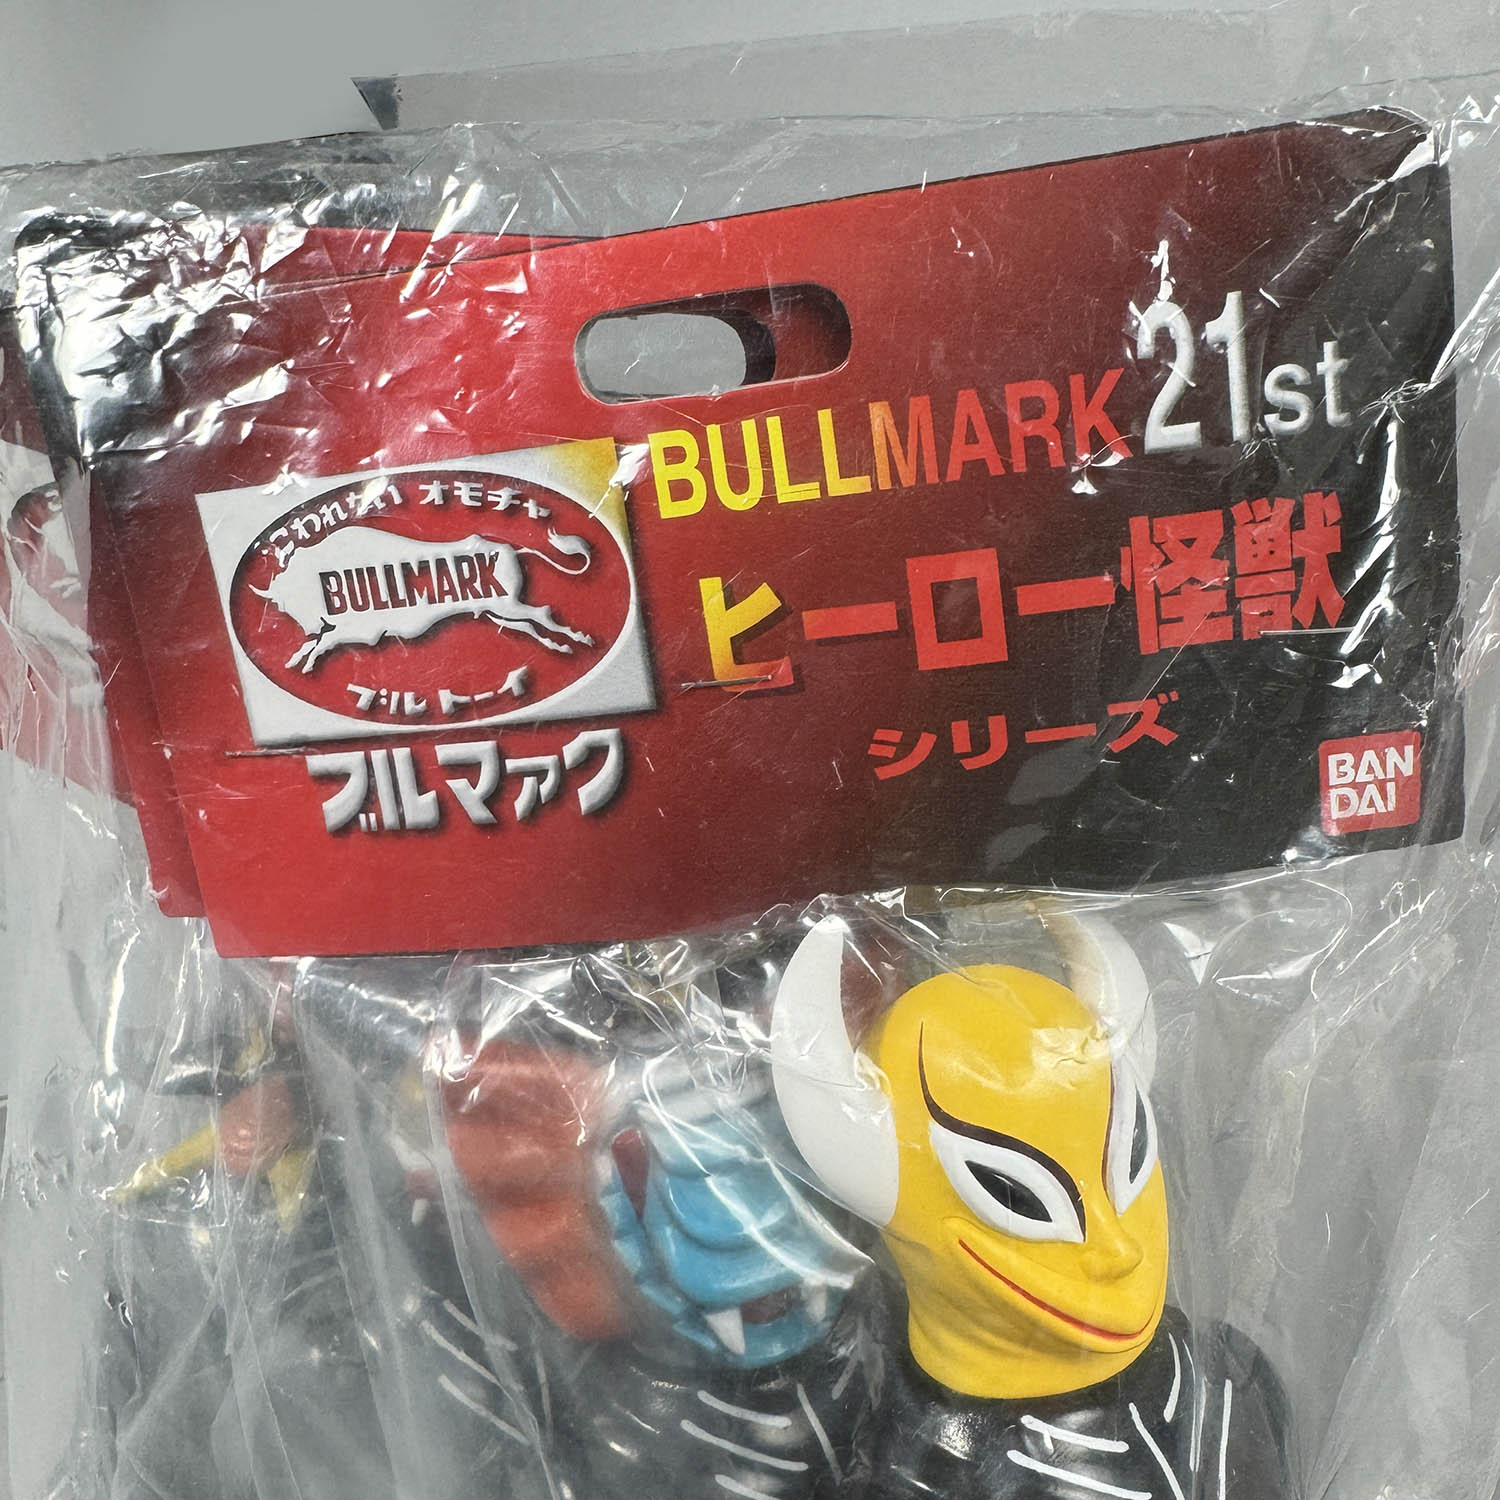 BULLMARK 21st
ヒーロー怪獣
シリーズ
こわれない オモチャ
BULLMARK
ブルトーイ
ブルマァク
BAN
DAI